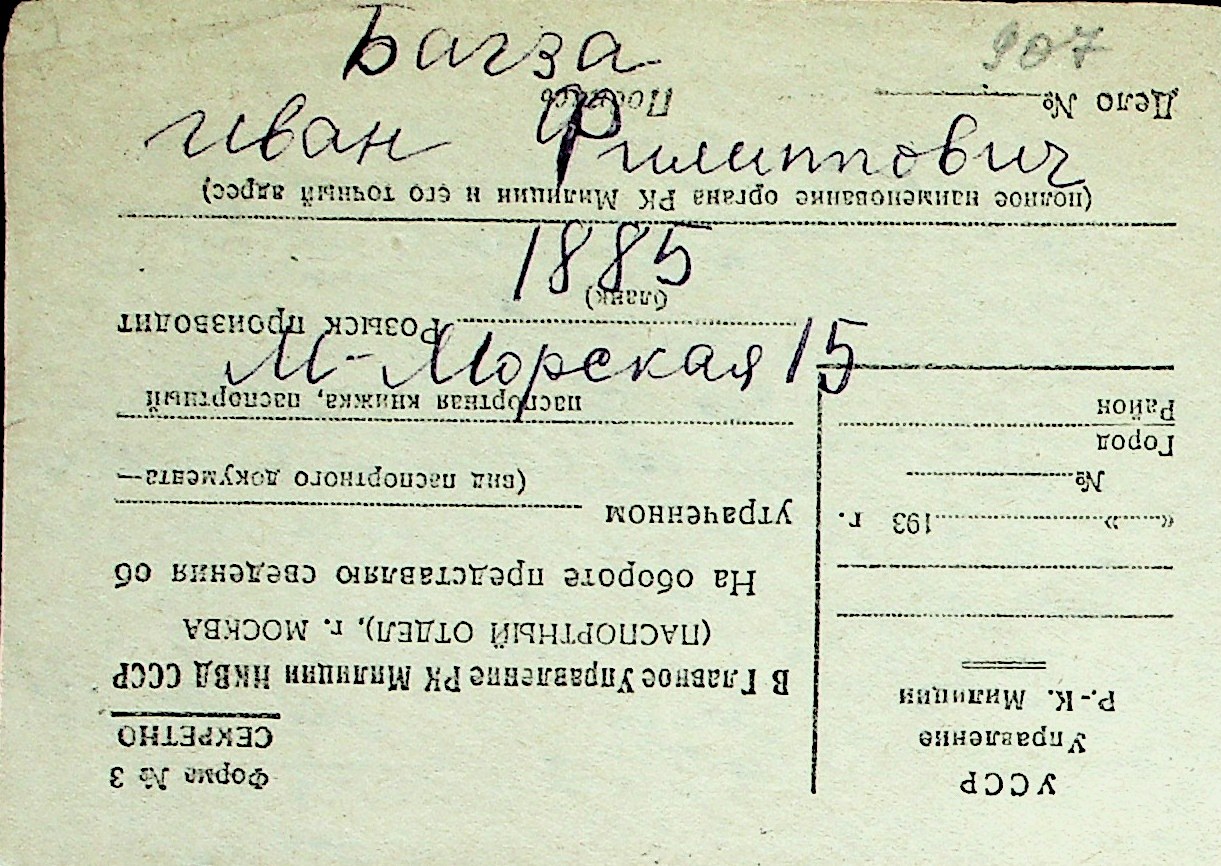 907
Багза
Иван Филиппович
1885
М-Морская 15
УССР
Управление
Р.-К. Милиции
« » 193 г.
№
Город
Район
Форма № 3
СЕКРЕТНО
В Главное Управление РК Милиции НКВД СССР
(ПАСПОРТНЫЙ ОТДЕЛ), г. МОСКВА
На обороте представляю сведения об
утраченном
(вид паспортного документа—
паспортная книжка, паспортный
бланк)
Розыск производит
(полное наименование органа РК Милиции и его точный адрес)
Дело №
Подпись